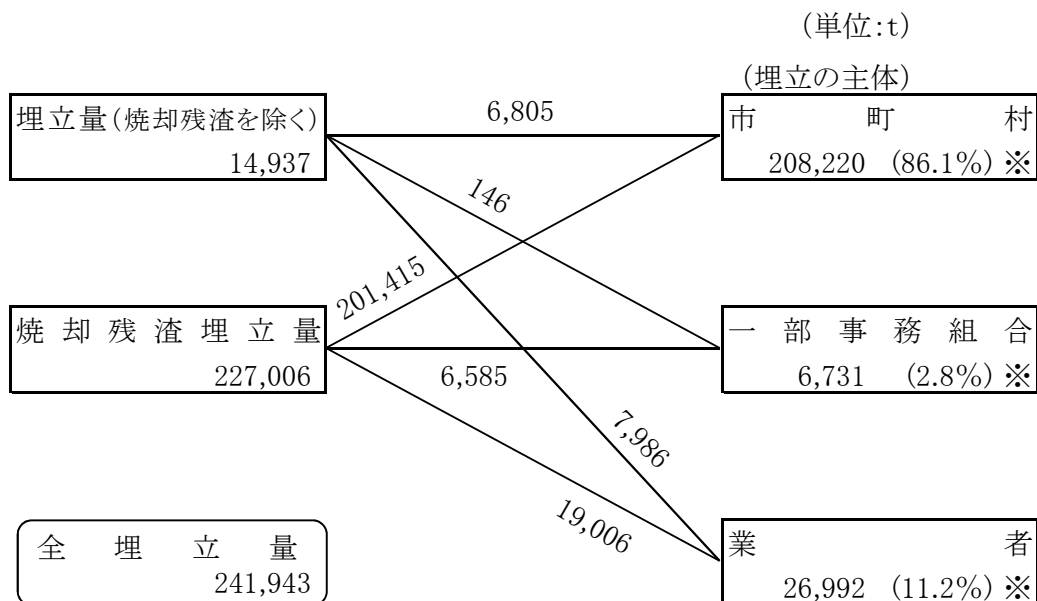 (単位:t)
(埋立の主体)
埋立量(焼却残渣を除く)
14,937
6,805
市町村
208,220 (86.1%) ※
146
201,415
焼却残渣埋立量
227,006
6,585
一部事務組合
6,731 (2.8%) ※
7,986
19,006
全埋立量
241,943
業者
26,992 (11.2%) ※